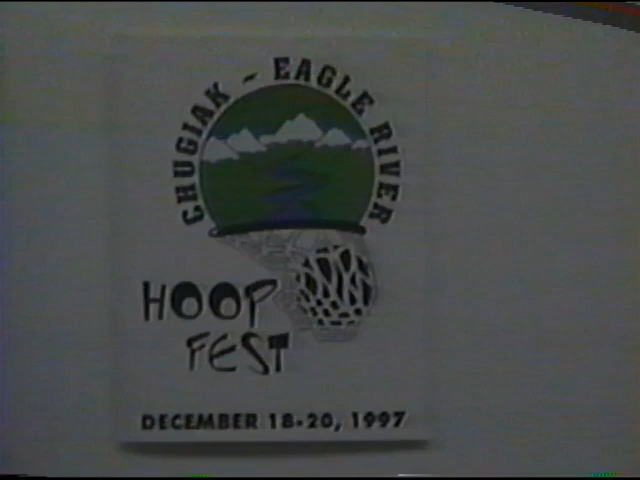 CHUGIAK ~ EAGLE RIVER
HOOP
FEST
DECEMBER 18-20, 1997